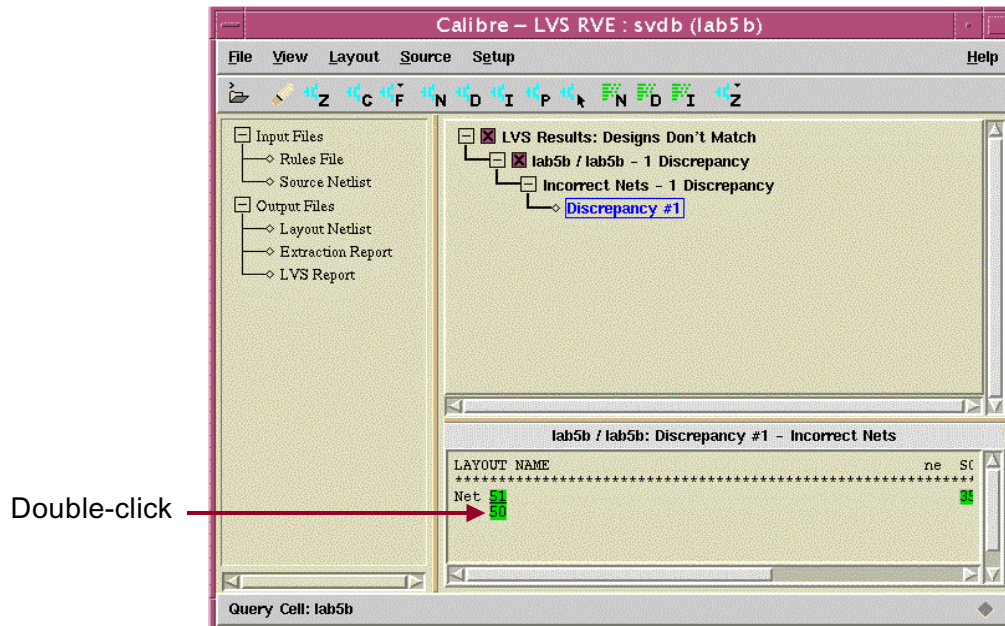 Calibre – LVS RVE : svdb (lab5b)
File View Layout Source Setup Help
Z C F N D I P N D I Z
Input Files
Rules File
Source Netlist
Output Files
Layout Netlist
Extraction Report
LVS Report
LVS Results: Designs Don't Match
lab5b / lab5b – 1 Discrepancy
Incorrect Nets – 1 Discrepancy
Discrepancy #1
lab5b / lab5b: Discrepancy #1 – Incorrect Nets
LAYOUT NAME ne
Net 51 35
50
Double-click
Query Cell: lab5b